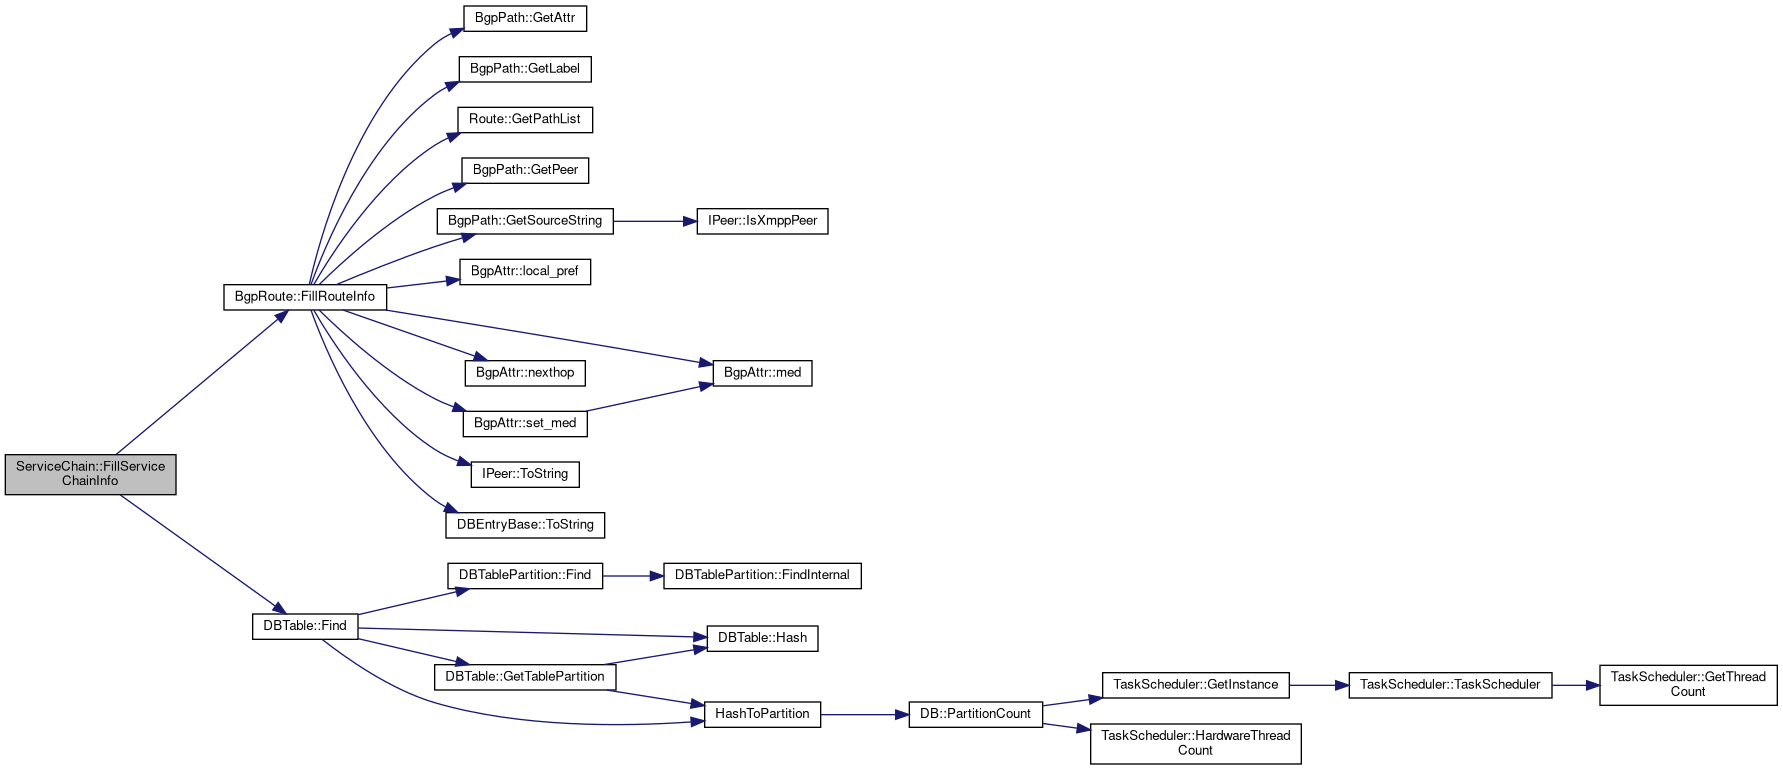 BgpPath::GetAttr
BgpPath::GetLabel
Route::GetPathList
BgpPath::GetPeer
BgpPath::GetSourceString
IPeer::IsXmppPeer
BgpAttr::local_pref
BgpRoute::FillRouteInfo
BgpAttr::nexthop
BgpAttr::med
BgpAttr::set_med
ServiceChain::FillService
ChainInfo
IPeer::ToString
DBEntryBase::ToString
DBTablePartition::Find
DBTablePartition::FindInternal
DBTable::Find
DBTable::Hash
DBTable::GetTablePartition
HashToPartition
DB::PartitionCount
TaskScheduler::GetInstance
TaskScheduler::TaskScheduler
TaskScheduler::GetThread
Count
TaskScheduler::HardwareThread
Count